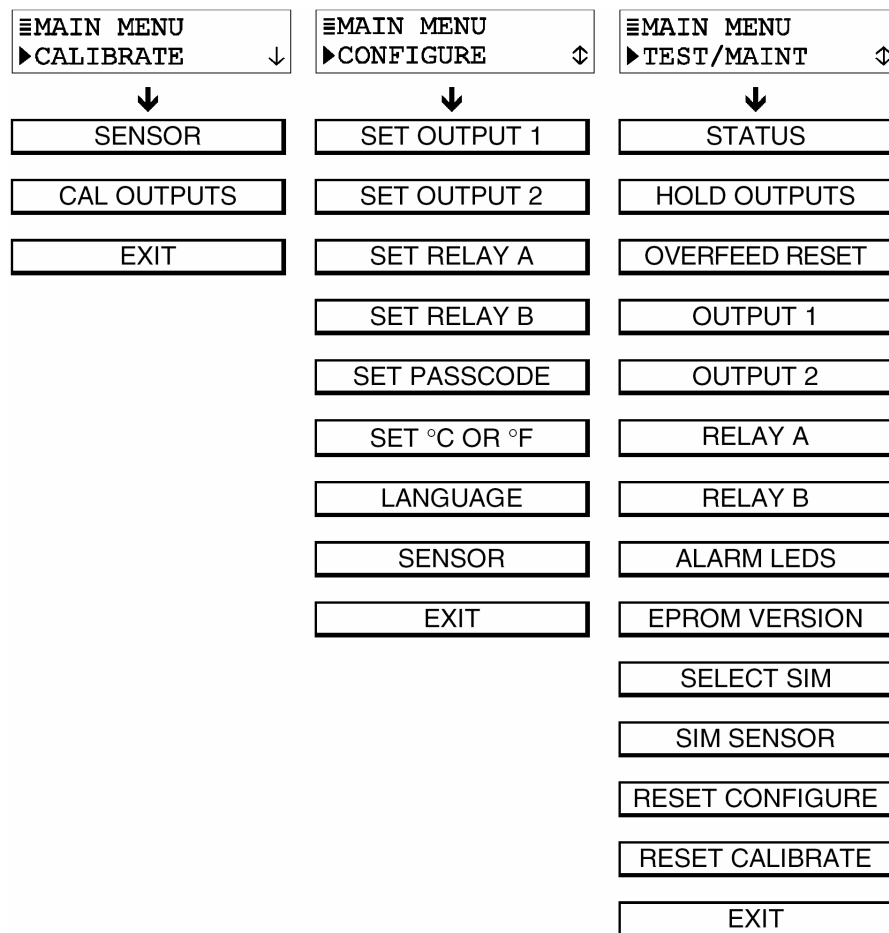 ≣MAIN MENU
▶CALIBRATE ↓
SENSOR
CAL OUTPUTS
EXIT
≣MAIN MENU
▶CONFIGURE ⇕
SET OUTPUT 1
SET OUTPUT 2
SET RELAY A
SET RELAY B
SET PASSCODE
SET °C OR °F
LANGUAGE
SENSOR
EXIT
≣MAIN MENU
▶TEST/MAINT ⇕
STATUS
HOLD OUTPUTS
OVERFEED RESET
OUTPUT 1
OUTPUT 2
RELAY A
RELAY B
ALARM LEDS
EPROM VERSION
SELECT SIM
SIM SENSOR
RESET CONFIGURE
RESET CALIBRATE
EXIT